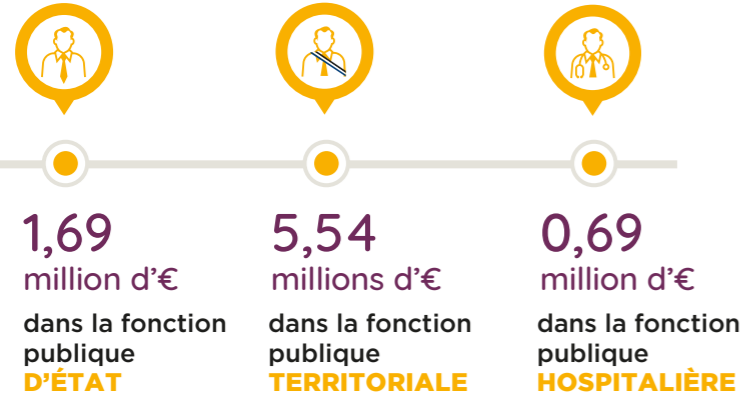 1,69
million d’€
dans la fonction
publique
D’ÉTAT
5,54
millions d’€
dans la fonction
publique
TERRITORIALE
0,69
million d’€
dans la fonction
publique
HOSPITALIÈRE